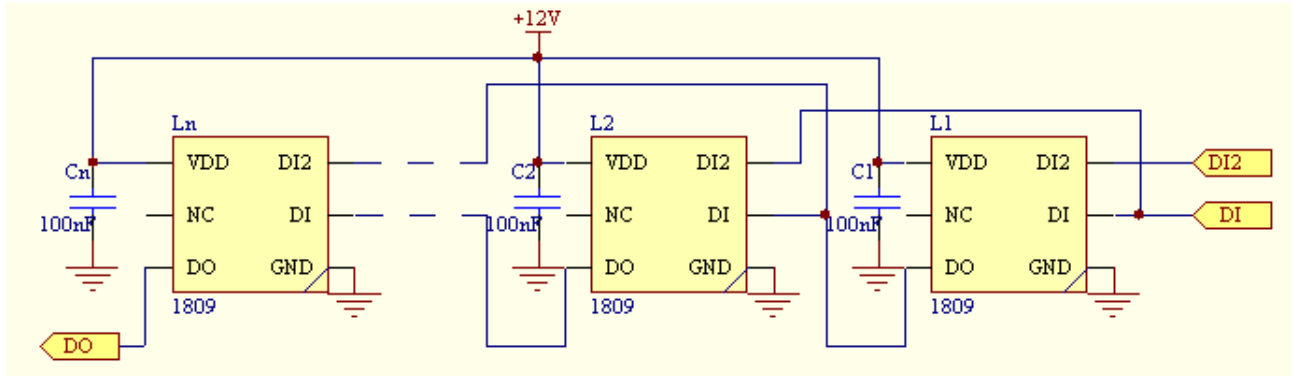 +12V
Ln L2 L1
VDD DI2 VDD DI2 VDD DI2 DI2
Cn C2 C1
NC DI NC DI NC DI DI
100nF 100nF 100nF
DO GND DO GND DO GND
1809 1809 1809
DO